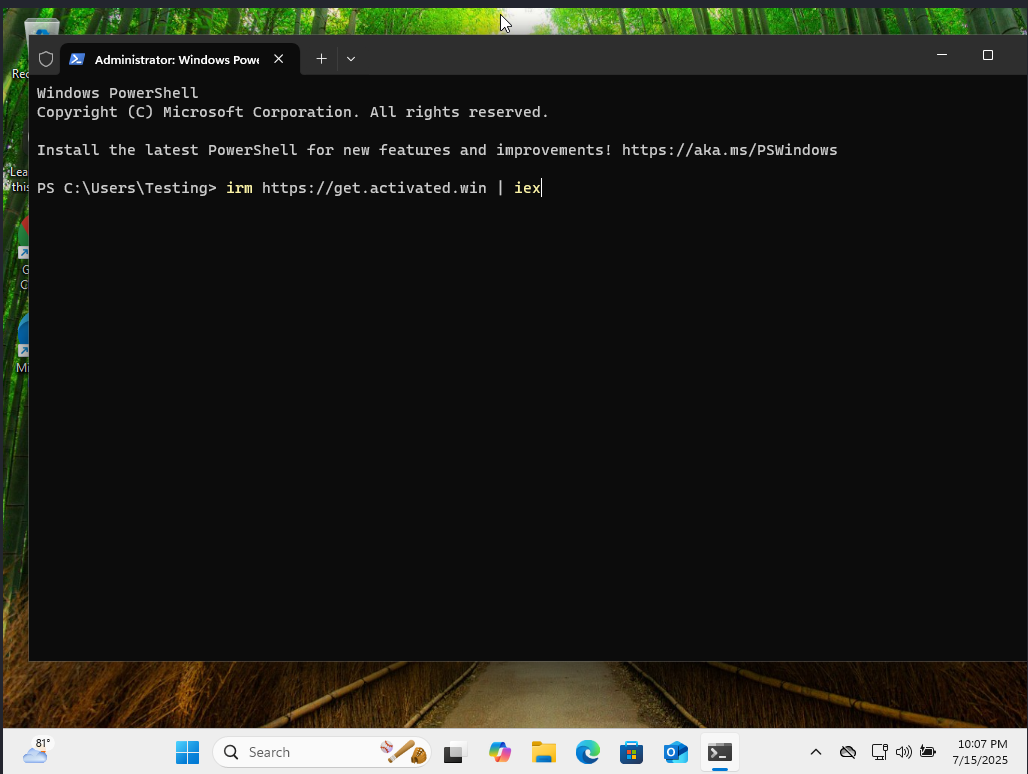 Administrator: Windows Powe
Windows PowerShell
Copyright (C) Microsoft Corporation. All rights reserved.
Install the latest PowerShell for new features and improvements! https://aka.ms/PSWindows
PS C:\Users\Testing> irm https://get.activated.win | iex
Rec
Lea
this
G
C
Mi
81°
Search
10:07 PM
7/15/2025